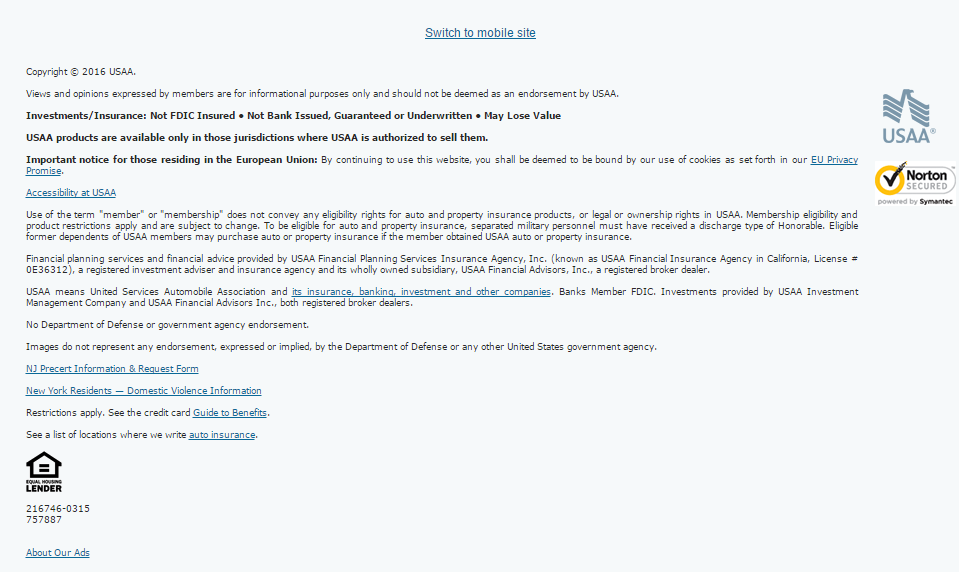 Switch to mobile site
Copyright © 2016 USAA.
Views and opinions expressed by members are for informational purposes only and should not be deemed as an endorsement by USAA.
Investments/Insurance: Not FDIC Insured ● Not Bank Issued, Guaranteed or Underwritten ● May Lose Value
USAA products are available only in those jurisdictions where USAA is authorized to sell them.
USAA®
Important notice for those residing in the European Union: By continuing to use this website, you shall be deemed to be bound by our use of cookies as set forth in our EU Privacy
Promise.
Norton™
SECURED
powered by Symantec
Accessibility at USAA
Use of the term "member" or "membership" does not convey any eligibility rights for auto and property insurance products, or legal or ownership rights in USAA. Membership eligibility and
product restrictions apply and are subject to change. To be eligible for auto and property insurance, separated military personnel must have received a discharge type of Honorable. Eligible
former dependents of USAA members may purchase auto or property insurance if the member obtained USAA auto or property insurance.
Financial planning services and financial advice provided by USAA Financial Planning Services Insurance Agency, Inc. (known as USAA Financial Insurance Agency in California, License #
0E36312), a registered investment adviser and insurance agency and its wholly owned subsidiary, USAA Financial Advisors, Inc., a registered broker dealer.
USAA means United Services Automobile Association and its insurance, banking, investment and other companies. Banks Member FDIC. Investments provided by USAA Investment
Management Company and USAA Financial Advisors Inc., both registered broker dealers.
No Department of Defense or government agency endorsement.
Images do not represent any endorsement, expressed or implied, by the Department of Defense or any other United States government agency.
NJ Precert Information & Request Form
New York Residents — Domestic Violence Information
Restrictions apply. See the credit card Guide to Benefits.
See a list of locations where we write auto insurance.
EQUAL HOUSING
LENDER
216746-0315
757887
About Our Ads